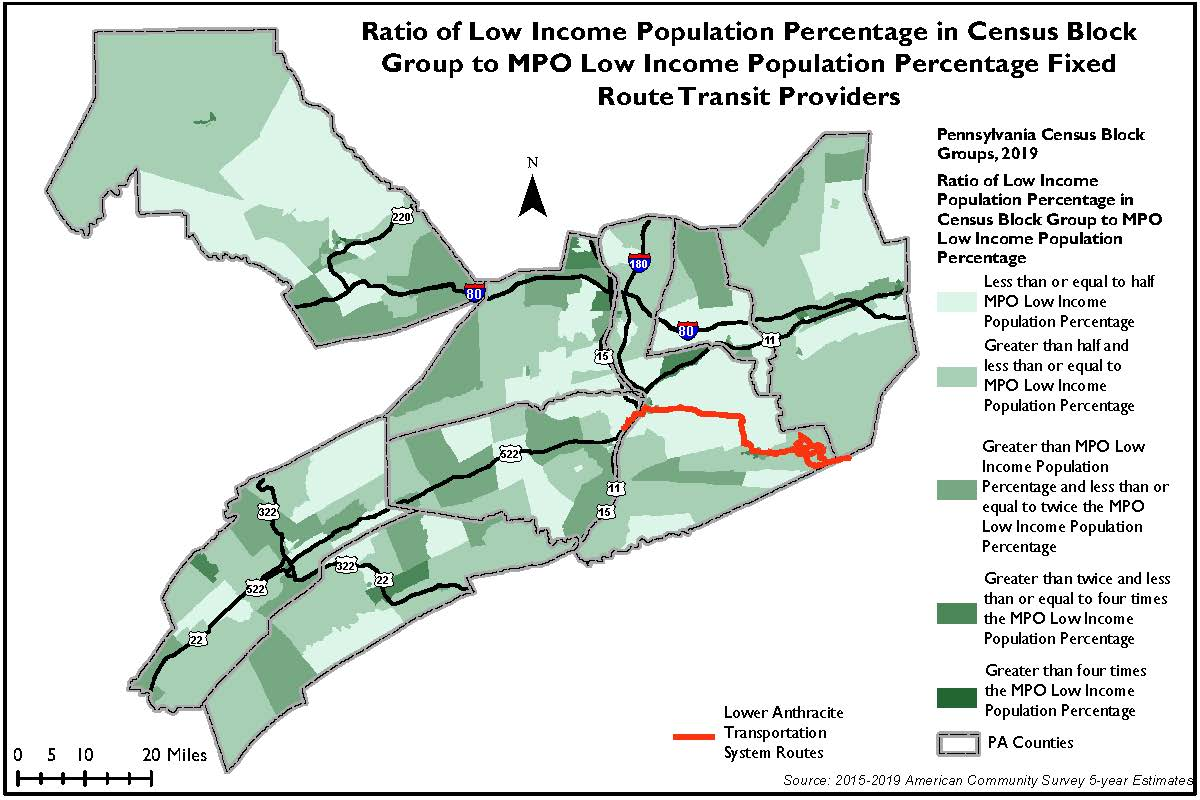 Ratio of Low Income Population Percentage in Census Block
Group to MPO Low Income Population Percentage Fixed
Route Transit Providers
Pennsylvania Census Block
Groups, 2019
Ratio of Low Income
Population Percentage in
Census Block Group to MPO
Low Income Population
Percentage
Less than or equal to half
MPO Low Income
Population Percentage
Greater than half and
less than or equal to
MPO Low Income
Population Percentage
Greater than MPO Low
Income Population
Percentage and less than or
equal to twice the MPO
Low Income Population
Percentage
Greater than twice and less
than or equal to four times
the MPO Low Income
Population Percentage
Greater than four times
the MPO Low Income
Population Percentage
PA Counties
N
220
180
80
80
15
11
522
11
15
322
322
22
522
22
Lower Anthracite
Transportation
System Routes
0 5 10 20 Miles
Source: 2015-2019 American Community Survey 5-year Estimates